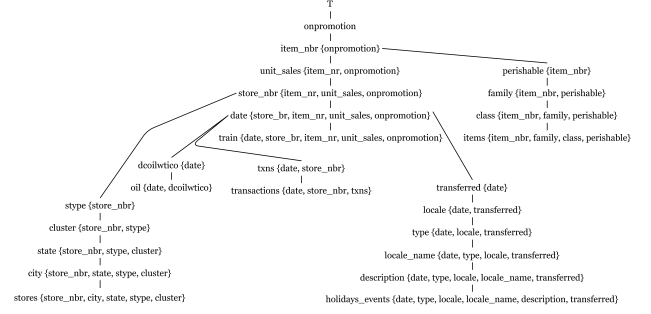 T
onpromotion
item_nbr {onpromotion}
unit_sales {item_nr, onpromotion}
perishable {item_nbr}
store_nbr {item_nr, unit_sales, onpromotion}
family {item_nbr, perishable}
date {store_br, item_nr, unit_sales, onpromotion}
class {item_nbr, family, perishable}
train {date, store_br, item_nr, unit_sales, onpromotion}
items {item_nbr, family, class, perishable}
dcoilwtico {date}
txns {date, store_nbr}
oil {date, dcoilwtico}
transactions {date, store_nbr, txns}
transferred {date}
stype {store_nbr}
locale {date, transferred}
cluster {store_nbr, stype}
type {date, locale, transferred}
state {store_nbr, stype, cluster}
locale_name {date, type, locale, transferred}
city {store_nbr, state, stype, cluster}
description {date, type, locale, locale_name, transferred}
stores {store_nbr, city, state, stype, cluster}
holidays_events {date, type, locale, locale_name, description, transferred}